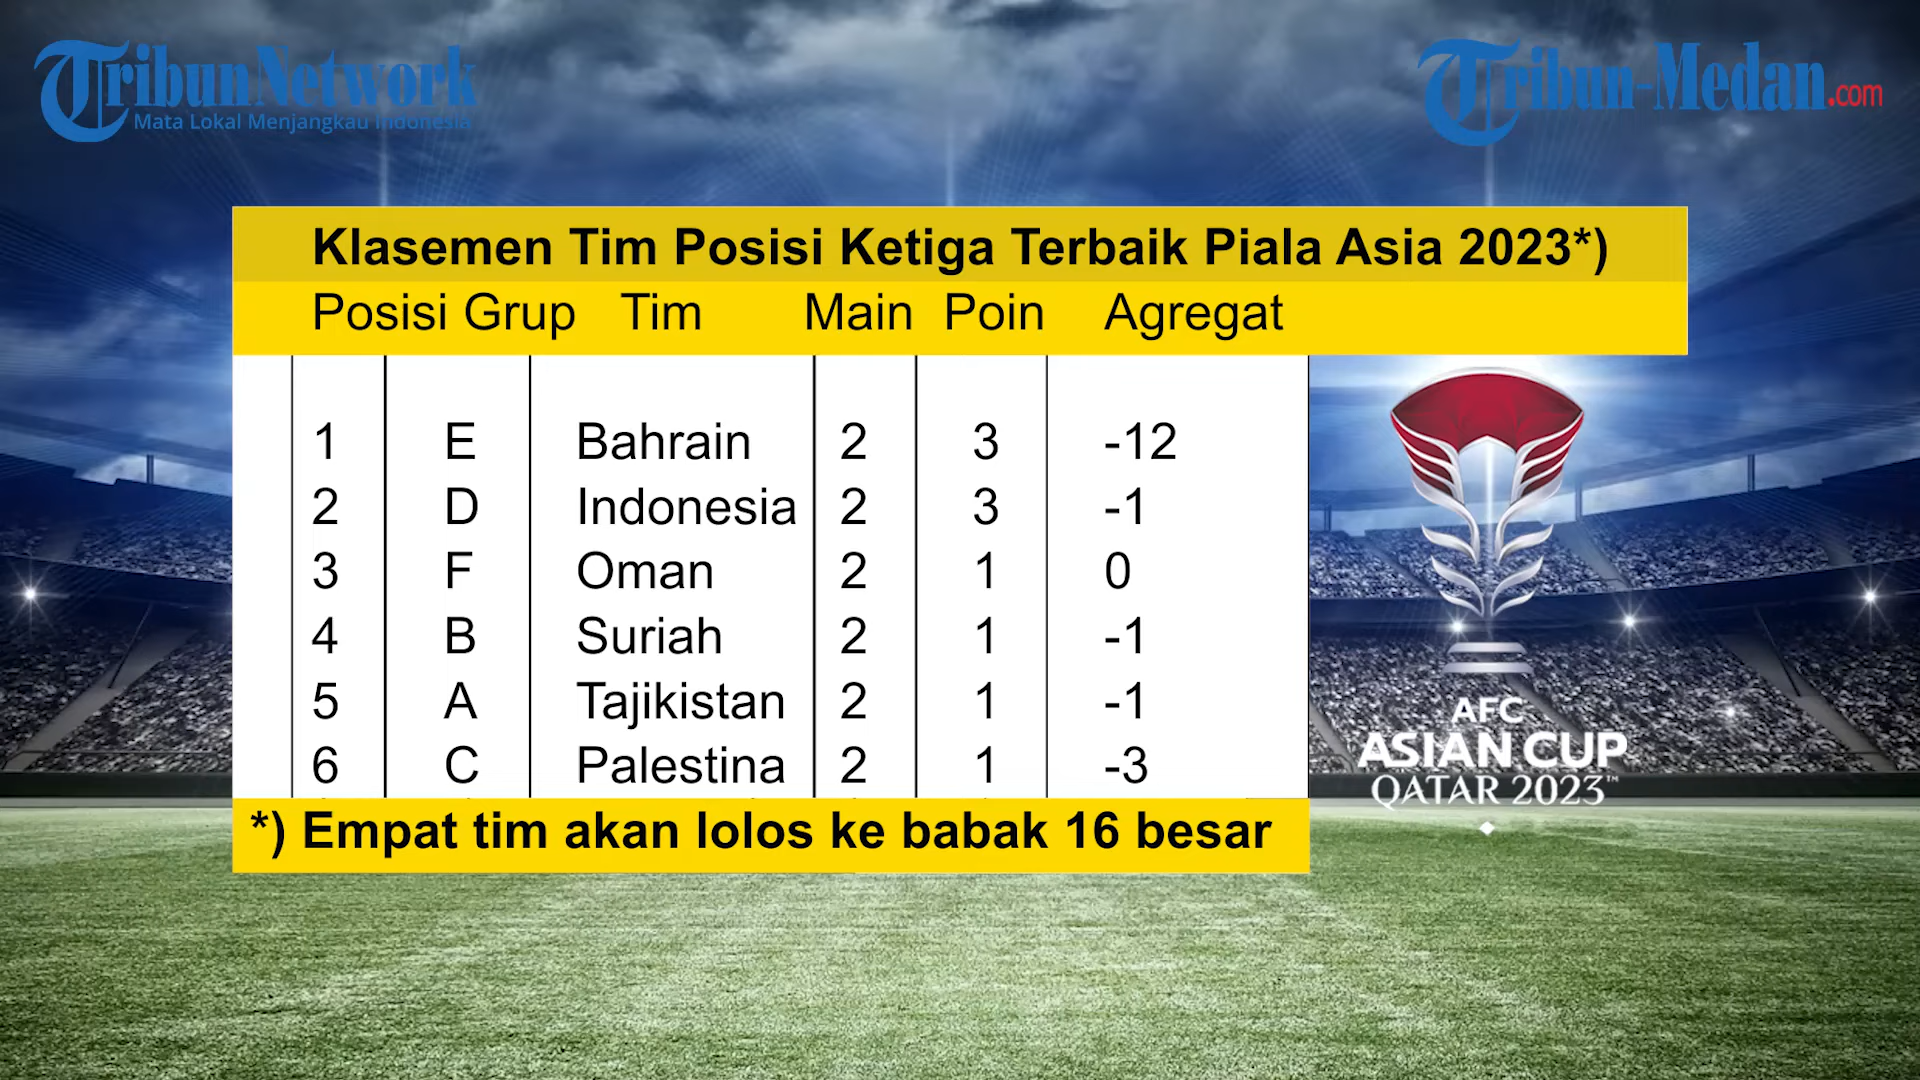 TribunNetwork
Mata Lokal Menjangkau Indonesia
Tribun-Medan.com
Klasemen Tim Posisi Ketiga Terbaik Piala Asia 2023*)
Posisi Grup Tim Main Poin Agregat
1 E Bahrain 2 3 -12
2 D Indonesia 2 3 -1
3 F Oman 2 1 0
4 B Suriah 2 1 -1
5 A Tajikistan 2 1 -1
6 C Palestina 2 1 -3
*) Empat tim akan lolos ke babak 16 besar
AFC
ASIAN CUP
QATAR 2023™